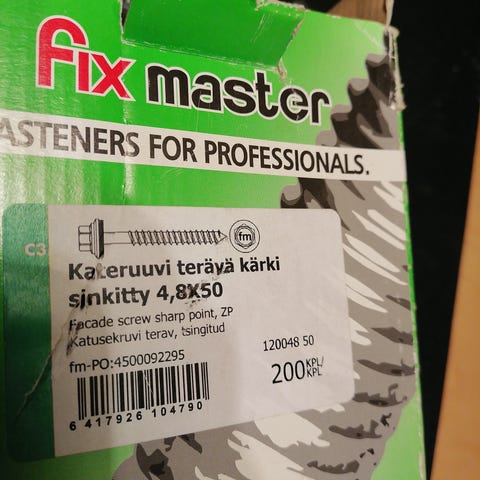 fix master
ASTENERS FOR PROFESSIONALS.
C3
fm
Kateruuvi terävä kärki
sinkitty 4,8X50
Facade screw sharp point, ZP
Katusekruvi terav, tsingitud
fm-PO:4500092295
120048 50
200 KPL/
KPL
6 417926 104790